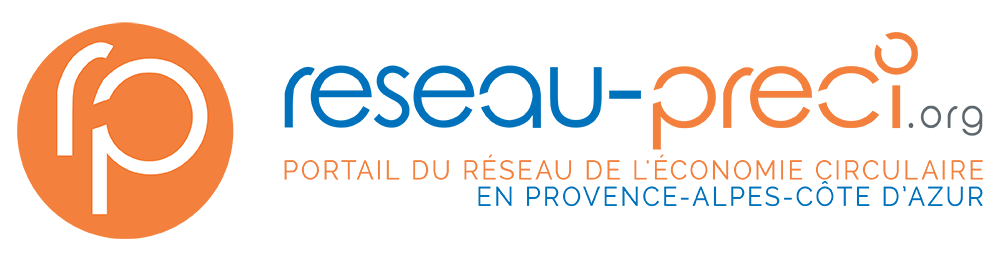 rp
reseau-preci.org
PORTAIL DU RÉSEAU DE L'ÉCONOMIE CIRCULAIRE
EN PROVENCE-ALPES-CÔTE D'AZUR